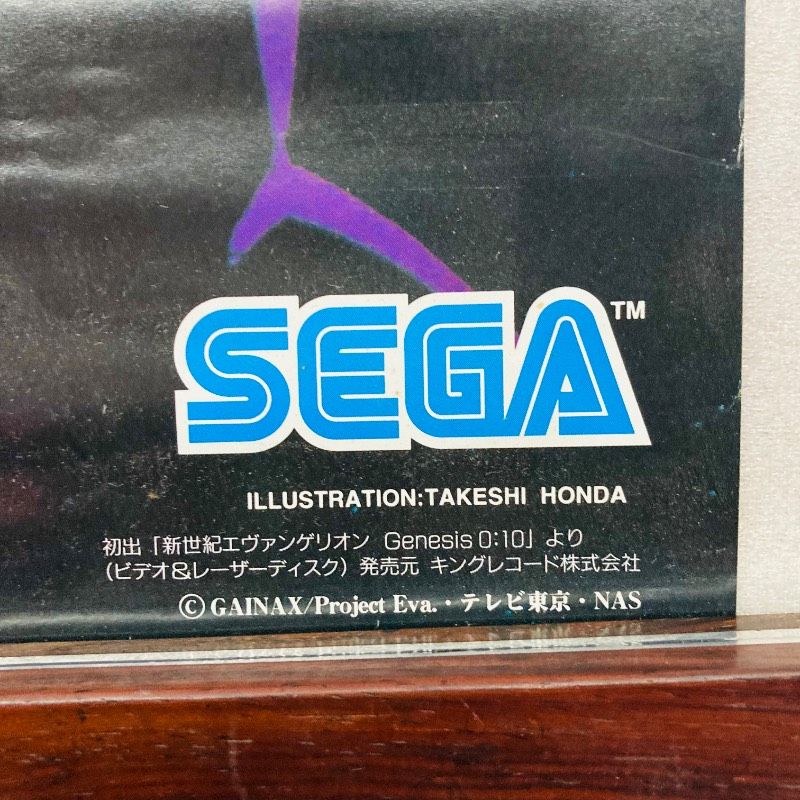 SEGA™
ILLUSTRATION:TAKESHI HONDA
初出「新世紀エヴァンゲリオン Genesis 0:10」より
(ビデオ&レーザーディスク) 発売元 キングレコード株式会社
© GAINAX/Project Eva.・テレビ東京・NAS